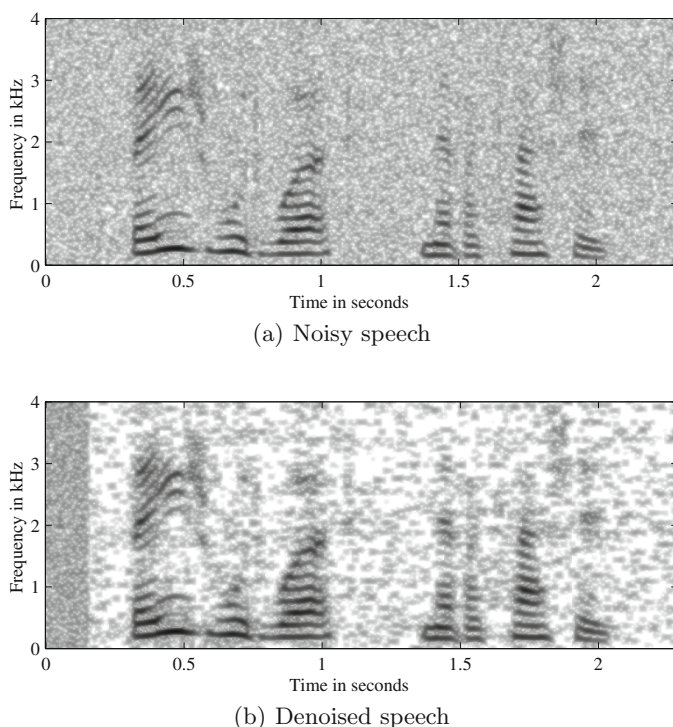 4
3
2
1
0
Frequency in kHz
0 0.5 1 1.5 2
Time in seconds
(a) Noisy speech
4
3
2
1
0
Frequency in kHz
0 0.5 1 1.5 2
Time in seconds
(b) Denoised speech